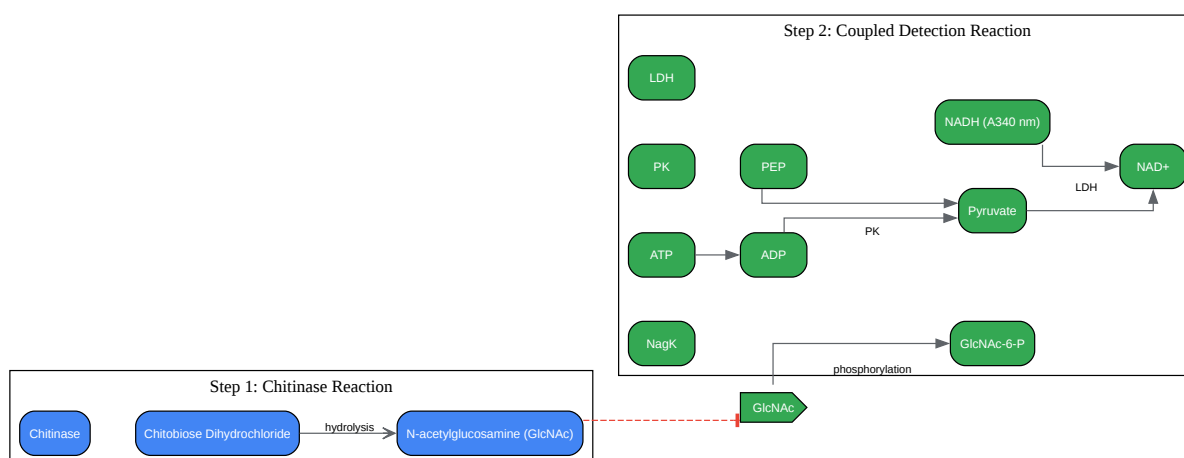 Step 2: Coupled Detection Reaction
LDH
NADH (A340 nm)
PK
PEP
NAD+
LDH
Pyruvate
PK
ATP
ADP
NagK
GlcNAc-6-P
phosphorylation
Step 1: Chitinase Reaction
GlcNAc
Chitinase
Chitobiose Dihydrochloride
hydrolysis
N-acetylglucosamine (GlcNAc)